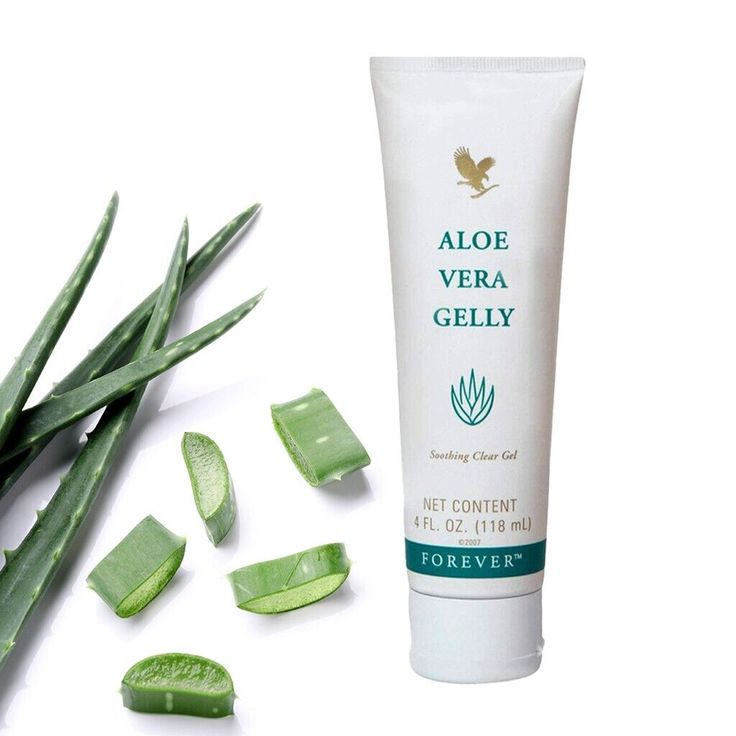 ALOE
VERA
GELLY
Soothing Clear Gel
NET CONTENT
4 FL. OZ. (118 mL)
©2007
FOREVER™